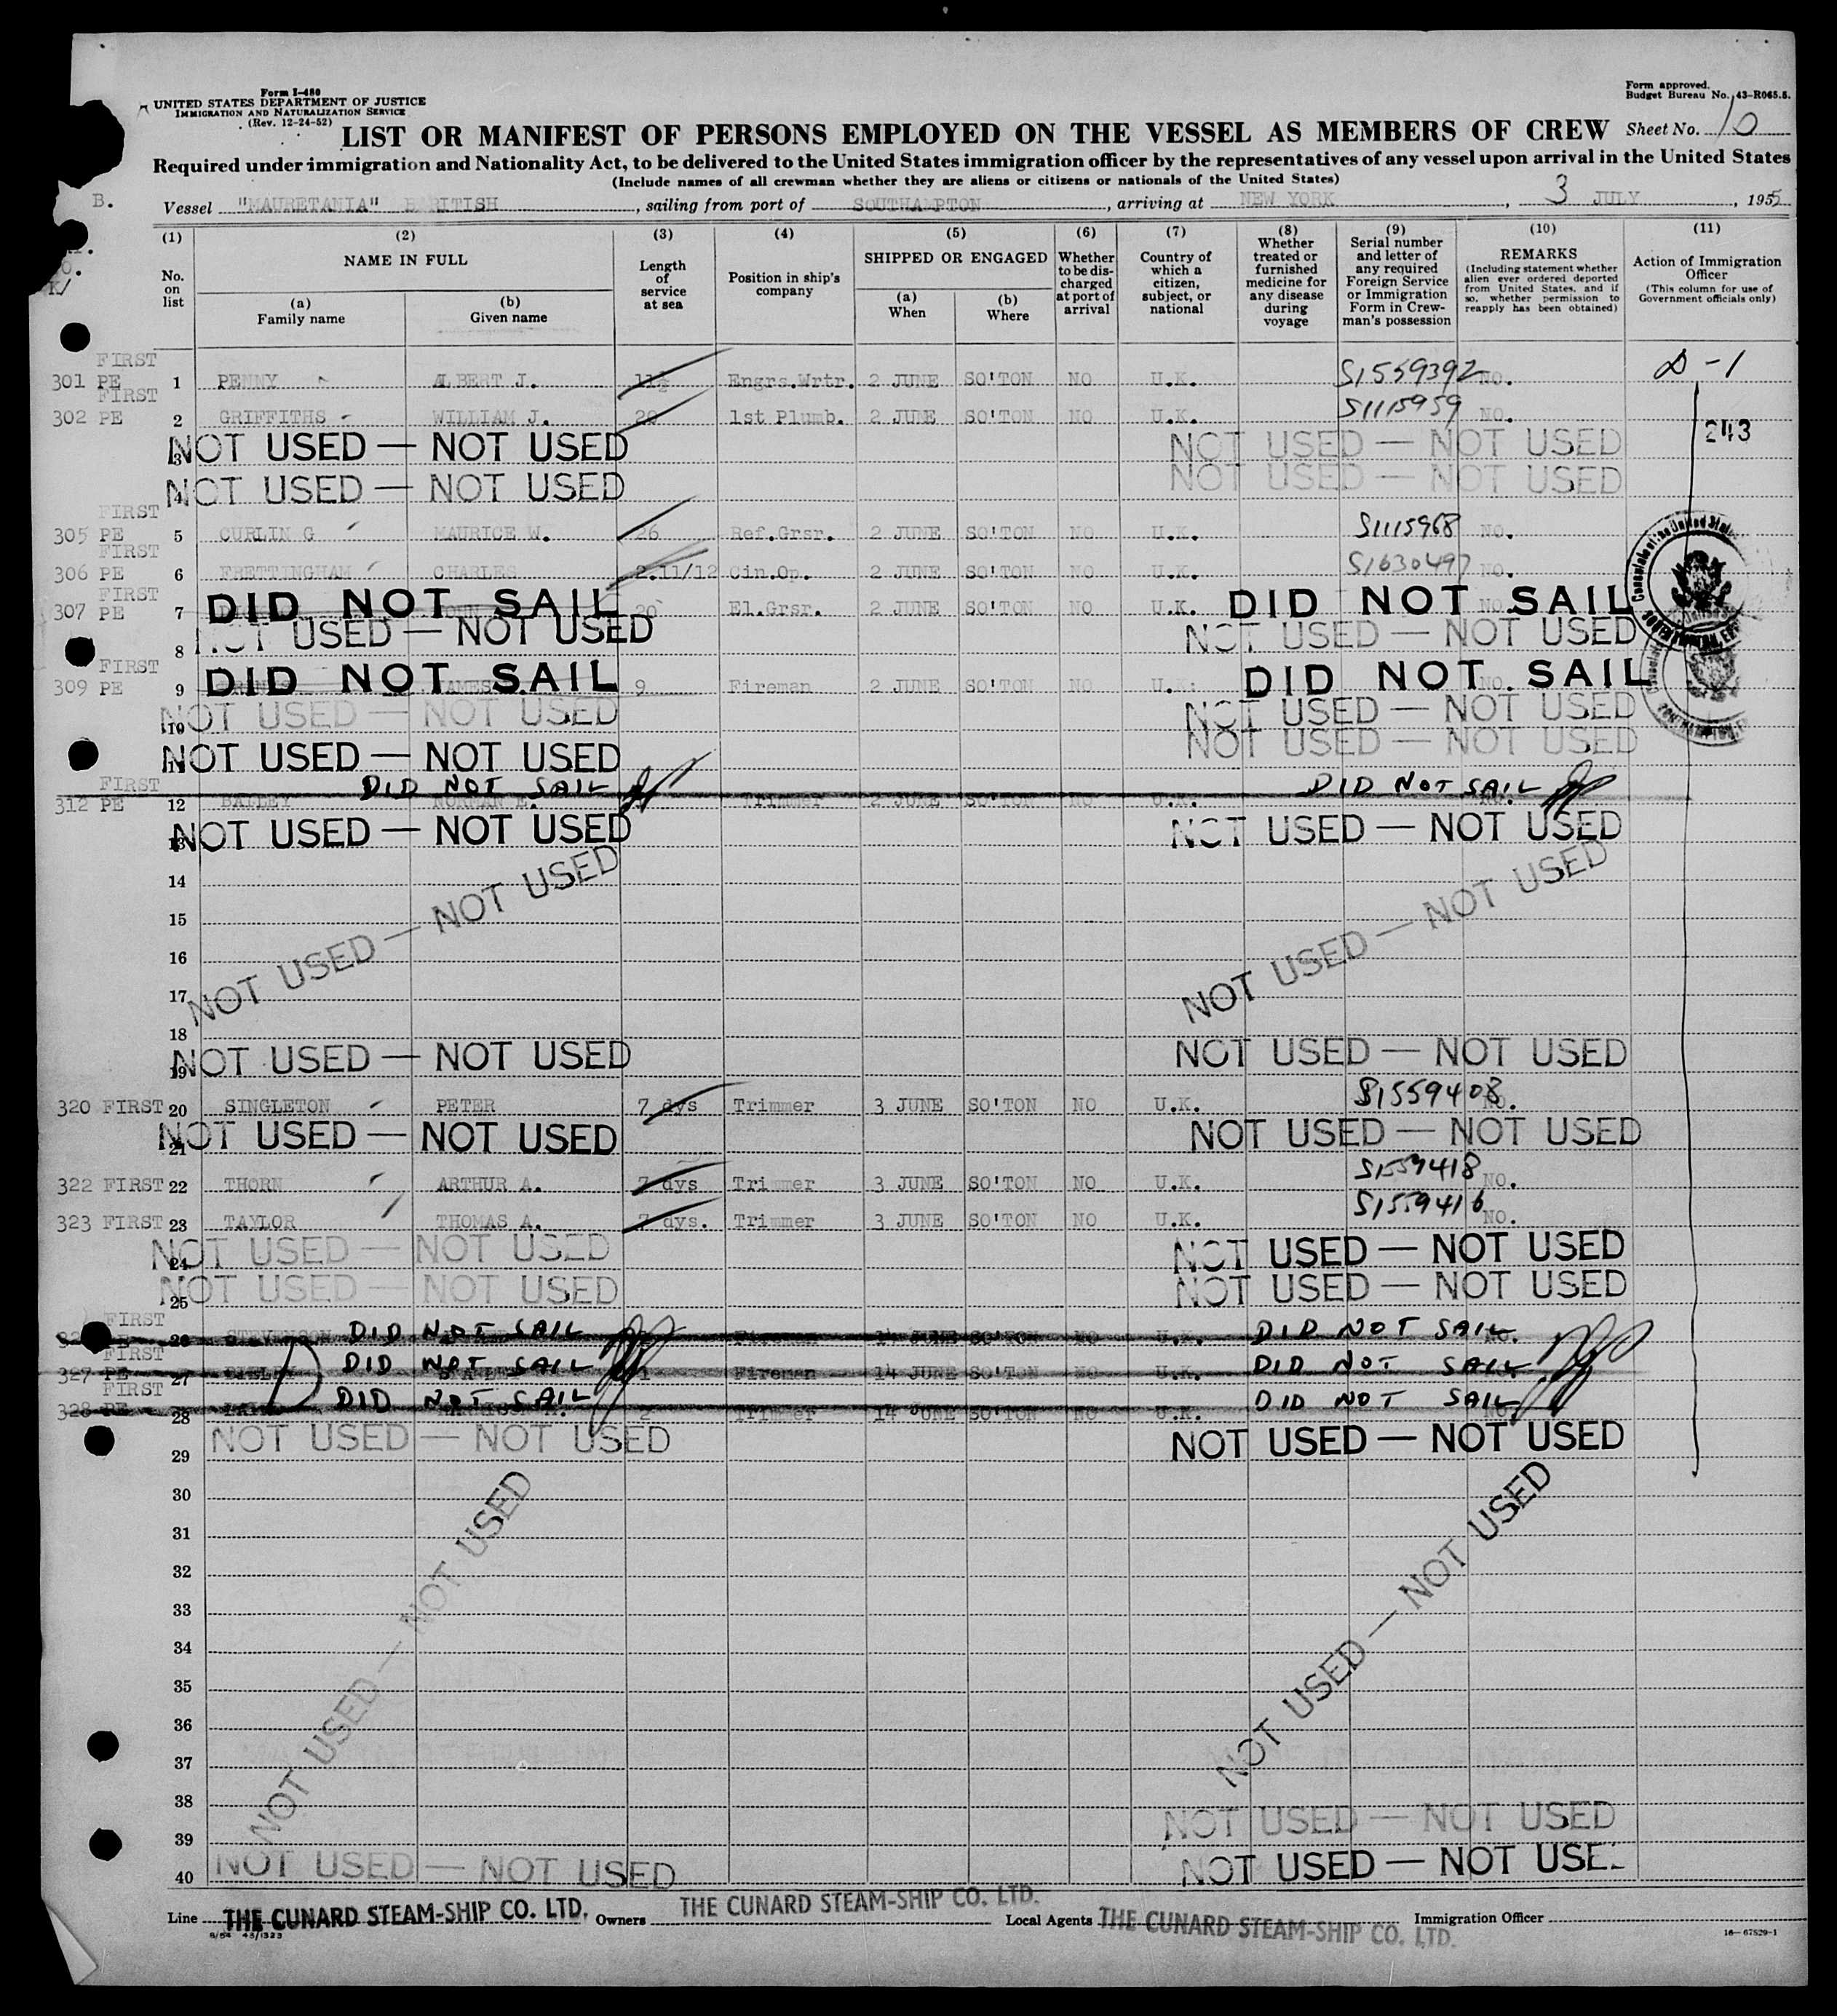 Form I-480
UNITED STATES DEPARTMENT OF JUSTICE
IMMIGRATION AND NATURALIZATION SERVICE
(Rev. 12-24-52)
Form approved.
Budget Bureau No. 43-R065.5.
LIST OR MANIFEST OF PERSONS EMPLOYED ON THE VESSEL AS MEMBERS OF CREW Sheet No. 10
Required under immigration and Nationality Act, to be delivered to the United States immigration officer by the representatives of any vessel upon arrival in the United States
(Include names of all crewman whether they are aliens or citizens or nationals of the United States)
B.
Vessel "MAURETANIA" BRITISH, sailing from port of SOUTHAMPTON, arriving at NEW YORK, 3 JULY, 1955
(1) (2) (3) (4) (5) (6) (7) (8) (9) (10) (11)
No. on list
NAME IN FULL
(a) Family name
(b) Given name
Length of service at sea
Position in ship's company
SHIPPED OR ENGAGED
(a) When
(b) Where
Whether to be discharged at port of arrival
Country of which a citizen, subject, or national
Whether treated or furnished medicine for any disease during voyage
Serial number and letter of any required Foreign Service or Immigration Form in Crewman's possession
REMARKS
(Including statement whether alien ever ordered deported from United States, and if so, whether permission to reapply has been obtained)
Action of Immigration Officer
(This column for use of Government officials only)
FIRST
301 PE 1 PENNY ALBERT J. 11½ Engrs.Wrtr. 2 JUNE SO'TON NO U.K. S1559392 NO. D-1
FIRST
302 PE 2 GRIFFITHS WILLIAM J. 20 1st Plumb. 2 JUNE SO'TON NO U.K. S1115959 NO.
243
3 NOT USED — NOT USED NOT USED — NOT USED
4 NOT USED — NOT USED NOT USED — NOT USED
FIRST
305 PE 5 CURLING MAURICE W. 26 Ref.Grsr. 2 JUNE SO'TON NO U.K. S1115968 NO.
FIRST
306 PE 6 FRETTINGHAM CHARLES 2.11/12 Cin.Op. 2 JUNE SO'TON NO U.K. S1630497 NO.
FIRST
307 PE 7 DID NOT SAIL 20 El.Grsr. 2 JUNE SO'TON NO U.K. DID NOT SAIL
8 NOT USED — NOT USED NOT USED — NOT USED
FIRST
309 PE 9 DID NOT SAIL 9 Fireman 2 JUNE SO'TON NO U.K. DID NOT SAIL
10 NOT USED — NOT USED NOT USED — NOT USED
NOT USED — NOT USED NOT USED — NOT USED
FIRST
312 PE 12 BAILEY NORMAN E. DID NOT SAIL Trimmer 2 JUNE SO'TON NO U.K. DID NOT SAIL
13 NOT USED — NOT USED NOT USED — NOT USED
14
15
16
17
NOT USED — NOT USED NOT USED — NOT USED
18
19 NOT USED — NOT USED NOT USED — NOT USED
320 FIRST 20 SINGLETON PETER 7 dys Trimmer 3 JUNE SO'TON NO U.K. S1559408 NO.
21 NOT USED — NOT USED NOT USED — NOT USED
322 FIRST 22 THORN ARTHUR A. 7 days Trimmer 3 JUNE SO'TON NO U.K. S1559418 NO.
323 FIRST 23 TAYLOR THOMAS A. 7 days. Trimmer 3 JUNE SO'TON NO U.K. S1559416 NO.
24 NOT USED — NOT USED NOT USED — NOT USED
25 NOT USED — NOT USED NOT USED — NOT USED
FIRST
26 DID NOT SAIL Fireman 14 JUNE SO'TON NO U.K. DID NOT SAIL
FIRST
327 PE 27 DID NOT SAIL Firemen 14 JUNE SO'TON NO U.K. DID NOT SAIL
FIRST
328 PE 28 DID NOT SAIL 2 Trimmer 14 JUNE SO'TON NO U.K. DID NOT SAIL
NOT USED — NOT USED NOT USED — NOT USED
29
30
31
32
33
34
35
36
37
NOT USED — NOT USED NOT USED — NOT USED
38
NOT USED — NOT USED
39
40 NOT USED — NOT USED NOT USED — NOT USE
Line THE CUNARD STEAM-SHIP CO. LTD. Owners THE CUNARD STEAM-SHIP CO. LTD. Local Agents THE CUNARD STEAM-SHIP CO. LTD. Immigration Officer
8/54 43/1323
16—67529-1